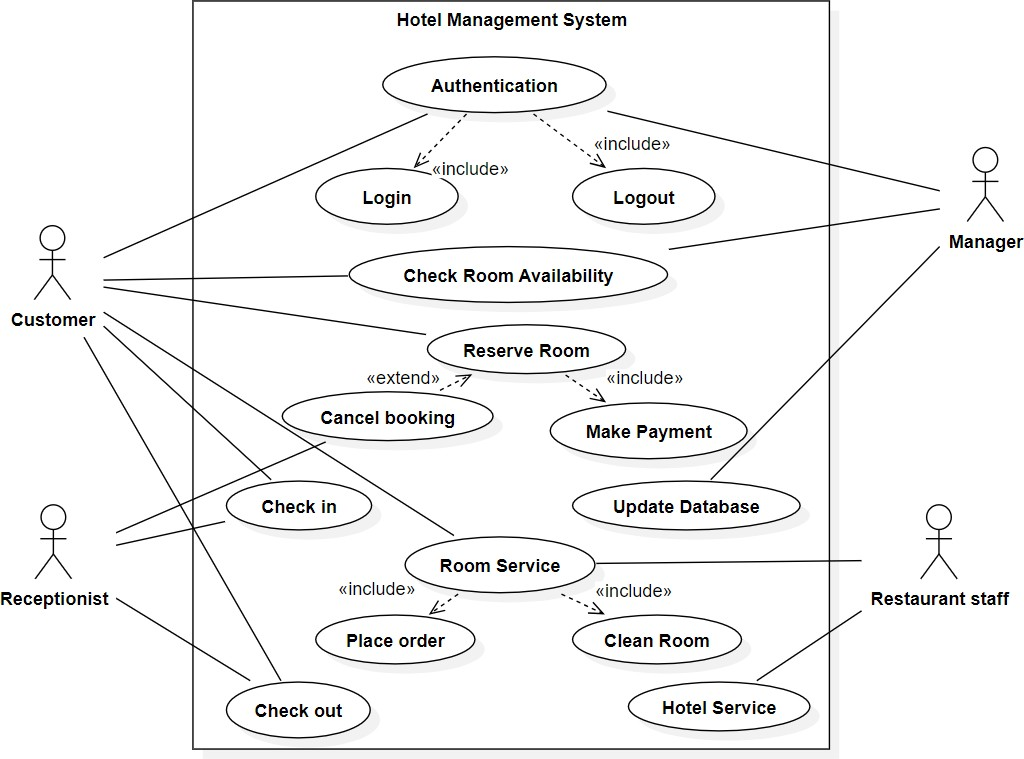 Hotel Management System
Authentication
«include»
«include»
Login
Logout
Manager
Check Room Availability
Customer
Reserve Room
«extend»
«include»
Cancel booking
Make Payment
Check in
Update Database
Room Service
Receptionist
Restaurant staff
«include»
«include»
Place order
Clean Room
Check out
Hotel Service